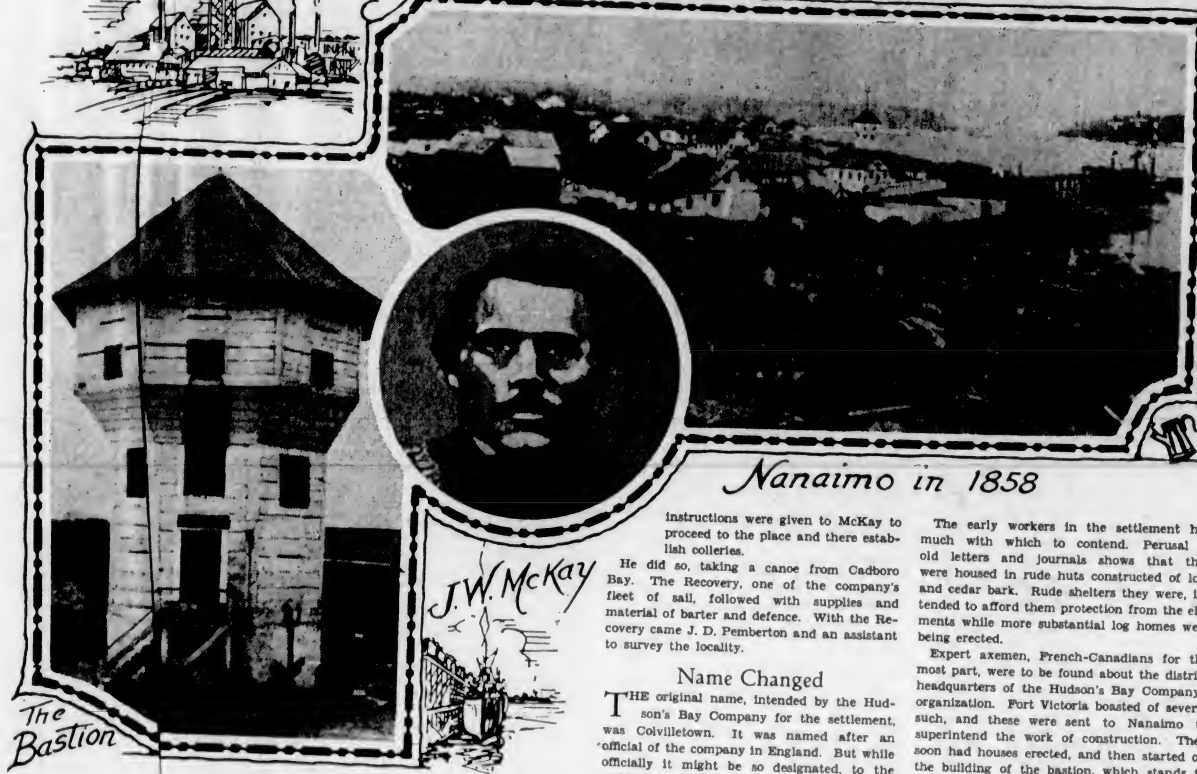 Nanaimo in 1858
J.W. McKay
The
Bastion
instructions were given to McKay to
proceed to the place and there estab-
lish colleries.
He did so, taking a canoe from Cadboro
Bay. The Recovery, one of the company's
fleet of sail, followed with supplies and
material of barter and defence. With the Re-
covery came J. D. Pemberton and an assistant
to survey the locality.
Name Changed
THE original name, intended by the Hud-
son's Bay Company for the settlement,
was Colviletown. It was named after an
official of the company in England. But while
officially it might be so designated, to the
The early workers in the settlement h
much with which to contend. Perusal
old letters and journals shows that th
were housed in rude huts constructed of lo
and cedar bark. Rude shelters they were, i
tended to afford them protection from the el
ments while more substantial log homes we
being erected.
Expert axemen, French-Canadians for th
most part, were to be found about the distri
headquarters of the Hudson's Bay Company
organization. Fort Victoria boasted of sever
such, and these were sent to Nanaimo
superintend the work of construction. The
soon had houses erected, and then started
the building of the bastion, which stands